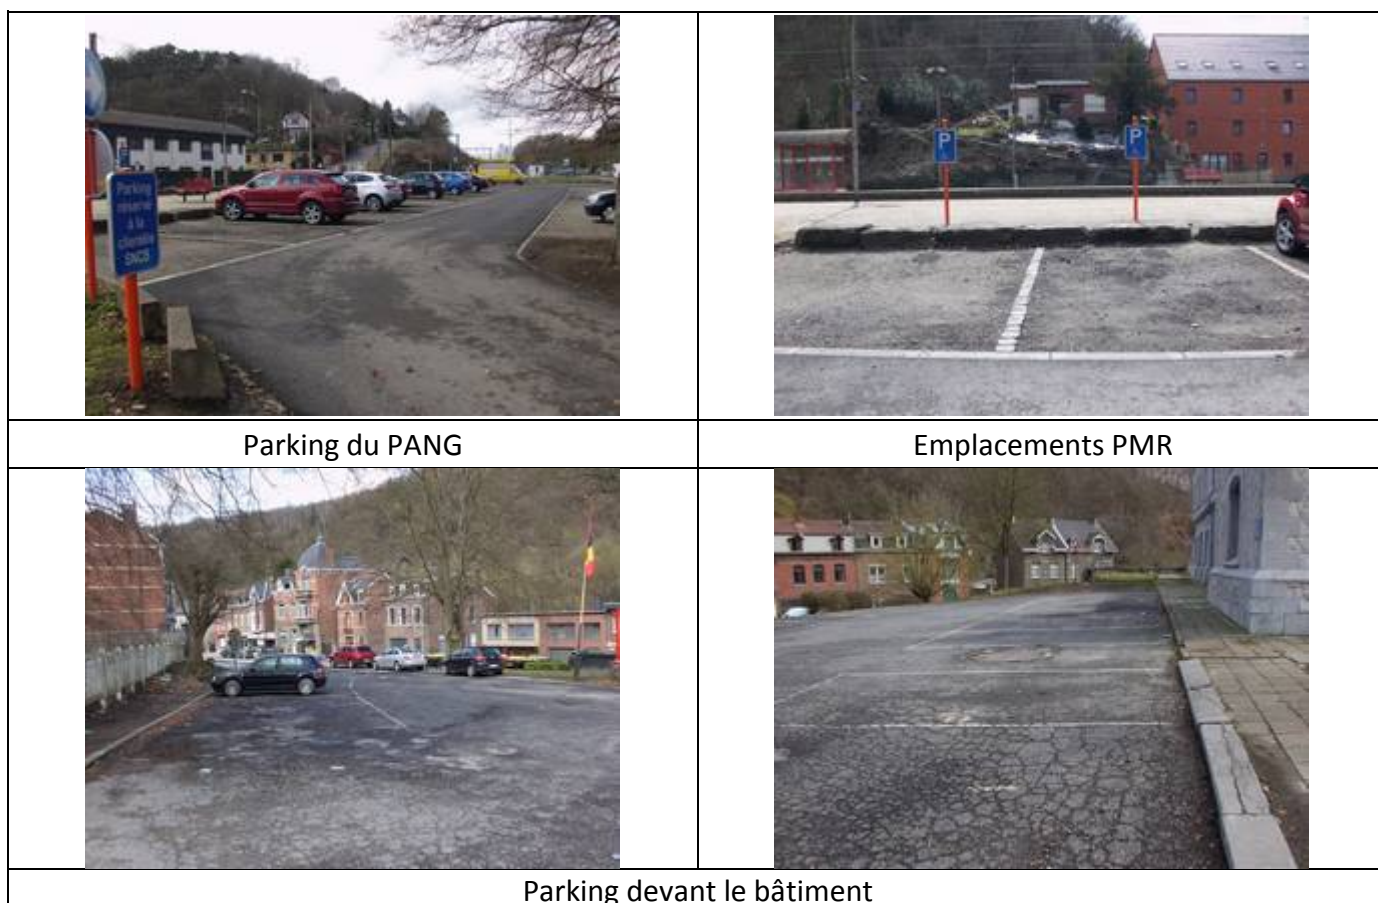 Parking
réservé
à la
clientèle
SNCB
P
P
Parking du PANG
Emplacements PMR
Parking devant le bâtiment